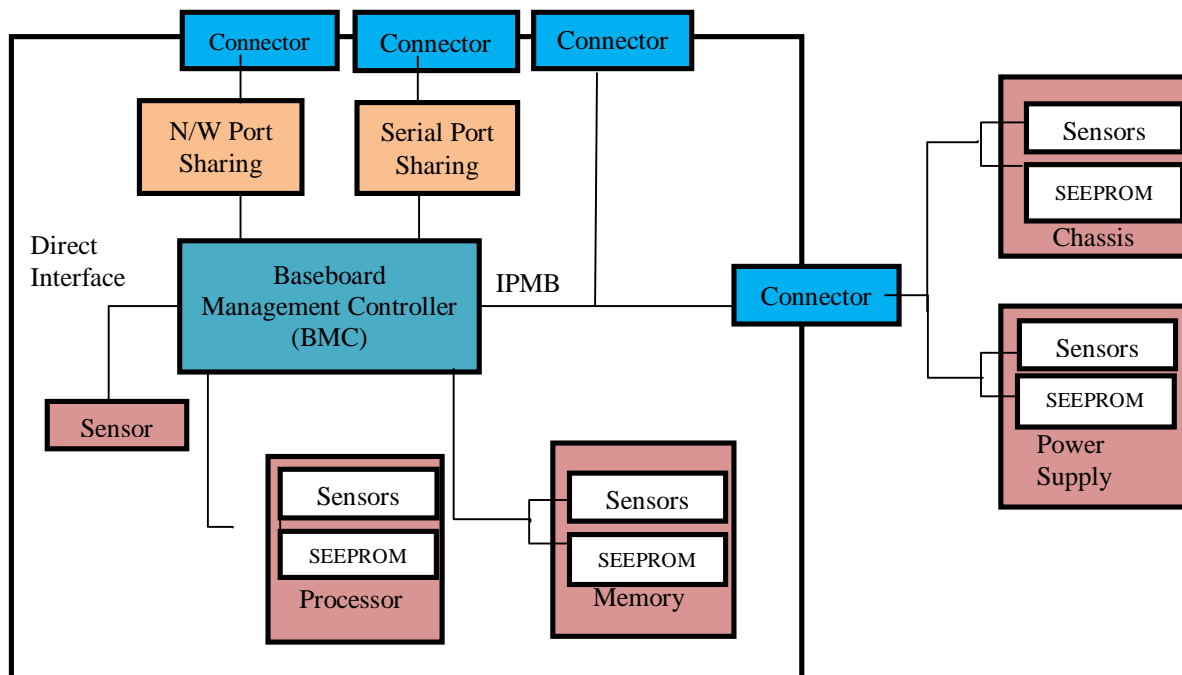 Connector
Connector
Connector
N/W Port
Sharing
Serial Port
Sharing
Sensors
SEEPROM
Chassis
Direct
Interface
Baseboard
Management Controller
(BMC)
IPMB
Connector
Sensors
SEEPROM
Power
Supply
Sensor
Sensors
SEEPROM
Processor
Sensors
SEEPROM
Memory